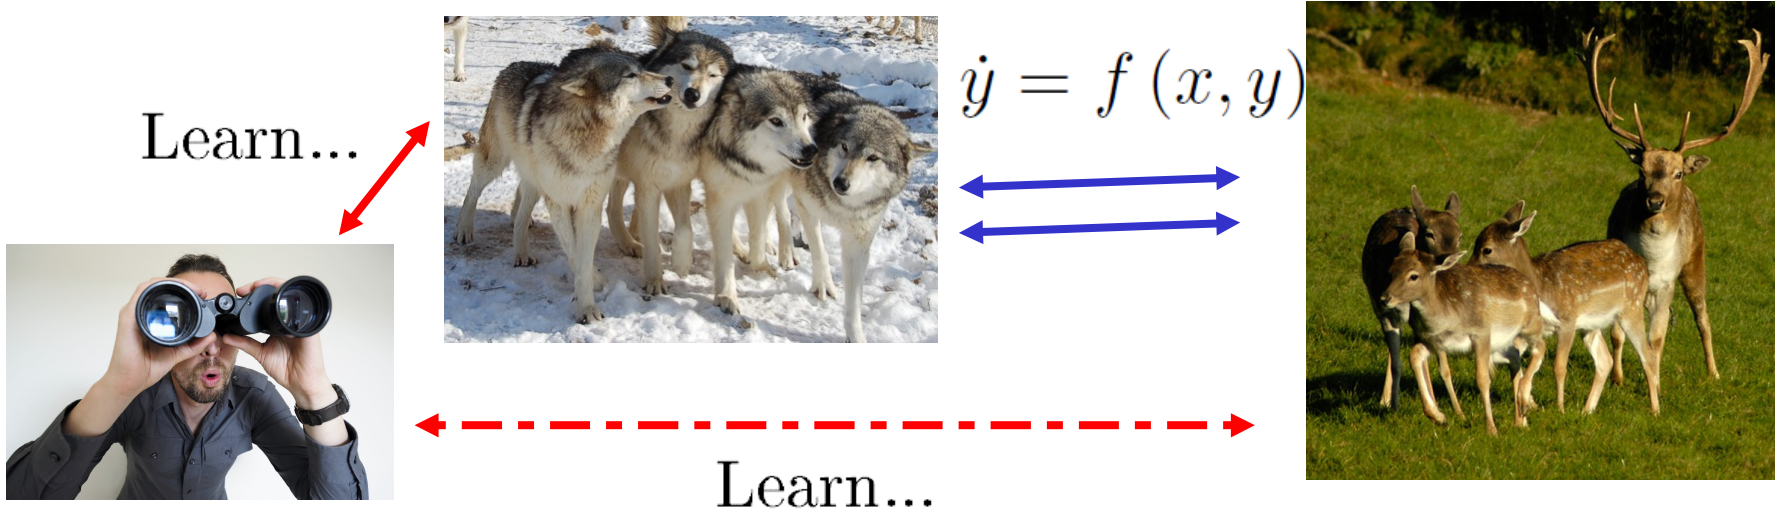 ẏ = f (x, y)
Learn...
Learn...